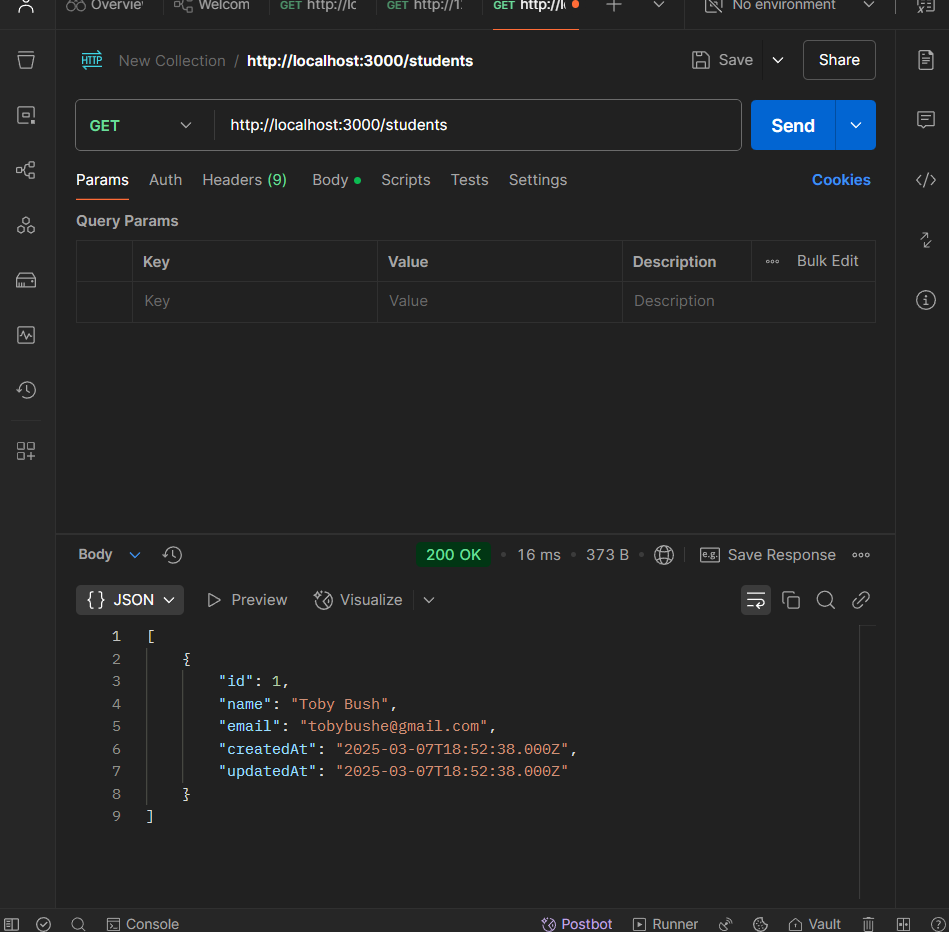 Overvie Welcom GET http://lo GET http://1 GET http://l No environment
HTTP New Collection / http://localhost:3000/students Save Share
GET http://localhost:3000/students Send
Params Auth Headers (9) Body Scripts Tests Settings Cookies
Query Params
Key Value Description Bulk Edit
Key Value Description
Body 200 OK 16 ms 373 B e.g. Save Response
{} JSON Preview Visualize
1 [
2 {
3 "id": 1,
4 "name": "Toby Bush",
5 "email": "tobybushe@gmail.com",
6 "createdAt": "2025-03-07T18:52:38.000Z",
7 "updatedAt": "2025-03-07T18:52:38.000Z"
8 }
9 ]
Console Postbot Runner Vault